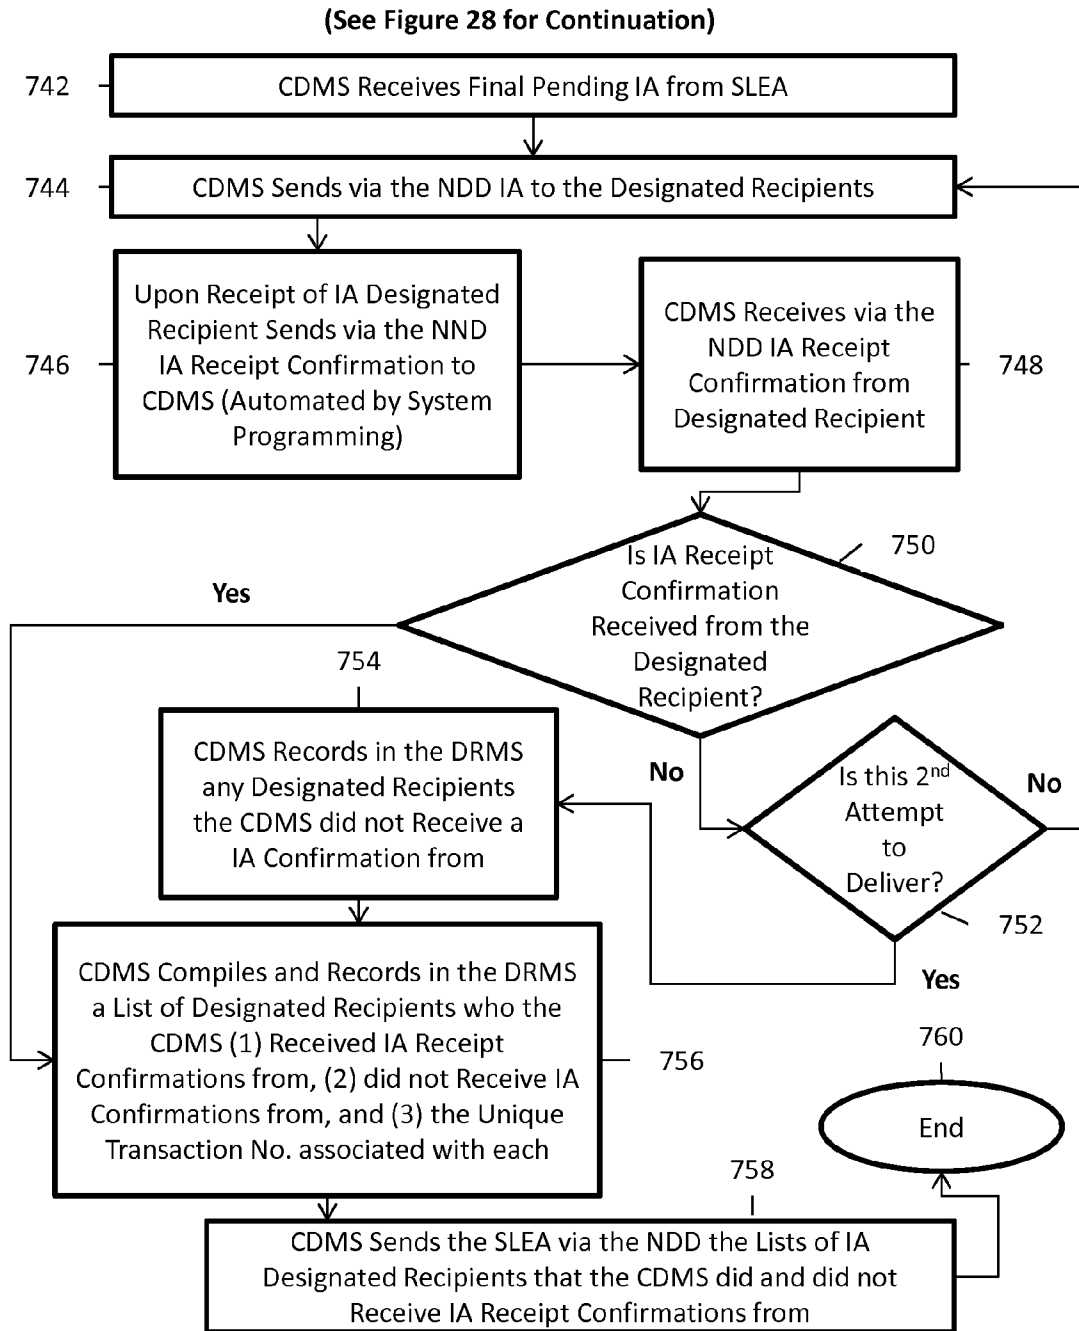 (See Figure 28 for Continuation)
742
CDMS Receives Final Pending IA from SLEA
744
CDMS Sends via the NDD IA to the Designated Recipients
746
Upon Receipt of IA Designated
Recipient Sends via the NND
IA Receipt Confirmation to
CDMS (Automated by System
Programming)
CDMS Receives via the
NDD IA Receipt
Confirmation from
Designated Recipient
748
750
Is IA Receipt
Confirmation
Received from the
Designated
Recipient?
Yes
No
754
CDMS Records in the DRMS
any Designated Recipients
the CDMS did not Receive a
IA Confirmation from
Is this 2nd
Attempt
to
Deliver?
No
752
Yes
CDMS Compiles and Records in the DRMS
a List of Designated Recipients who the
CDMS (1) Received IA Receipt
Confirmations from, (2) did not Receive IA
Confirmations from, and (3) the Unique
Transaction No. associated with each
756
760
End
758
CDMS Sends the SLEA via the NDD the Lists of IA
Designated Recipients that the CDMS did and did not
Receive IA Receipt Confirmations from